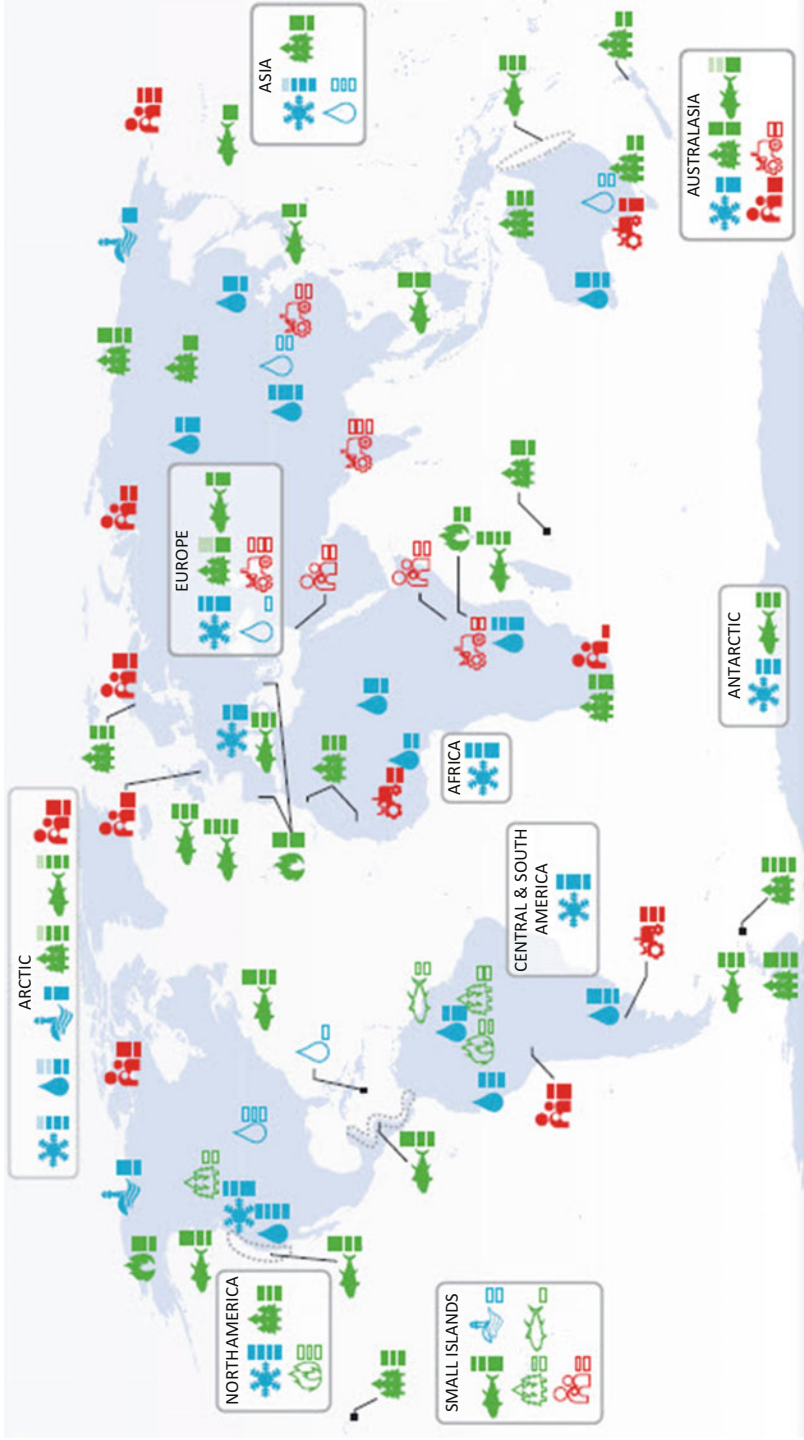 ARCTIC
EUROPE
ASIA
NORTH AMERICA
SMALL ISLANDS
CENTRAL & SOUTH
AMERICA
AFRICA
ANTARCTIC
AUSTRALASIA